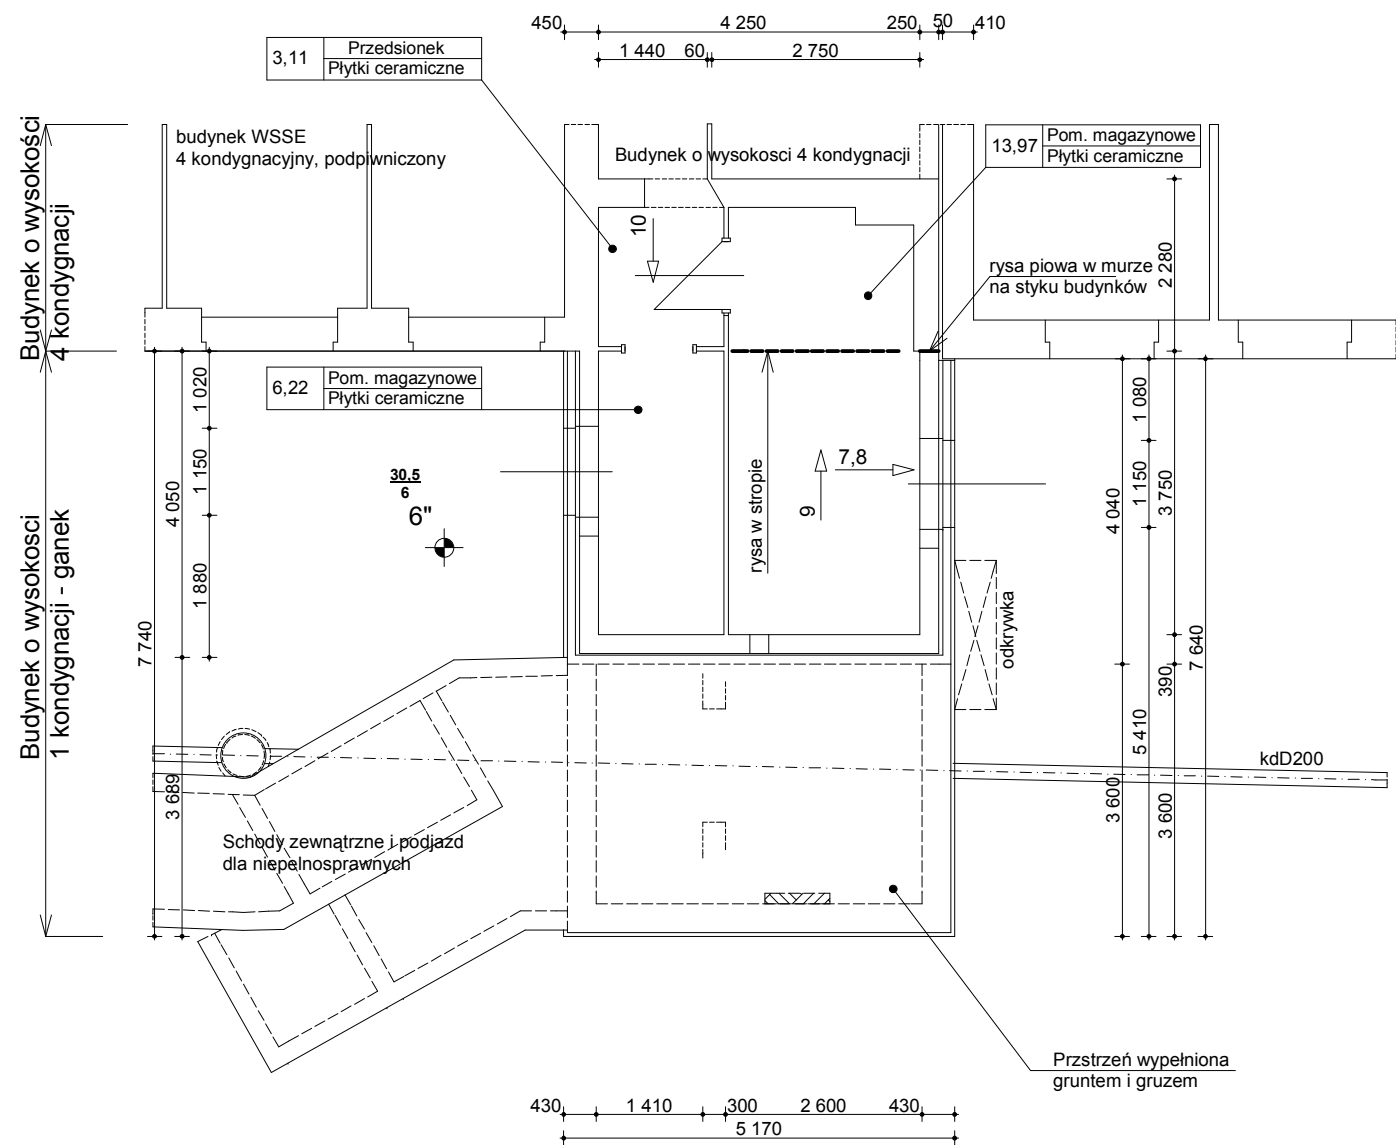 450
4 250
250
50
410
1 440
60
2 750
3,11
Przedsionek
Płytki ceramiczne
budynek WSSE
4 kondygnacyjny, podpiwniczony
Budynek o wysokosci 4 kondygnacji
13,97
Pom. magazynowe
Płytki ceramiczne
Budynek o wysokości
4 kondygnacji
10
rysa piowa w murze
na styku budynków
2 280
6,22
Pom. magazynowe
Płytki ceramiczne
1 020
1 150
1 880
4 050
7 740
3 689
30,5
6
6"
rysa w stropie
7,8
9
1 080
1 150
3 750
4 040
odkrywka
390
7 640
5 410
3 600
3 600
kdD200
Budynek o wysokosci
1 kondygnacji - ganek
Schody zewnątrzne i podjazd
dla niepelnosprawnych
Przstrzeń wypełniona
gruntem i gruzem
430
1 410
300
2 600
430
5 170